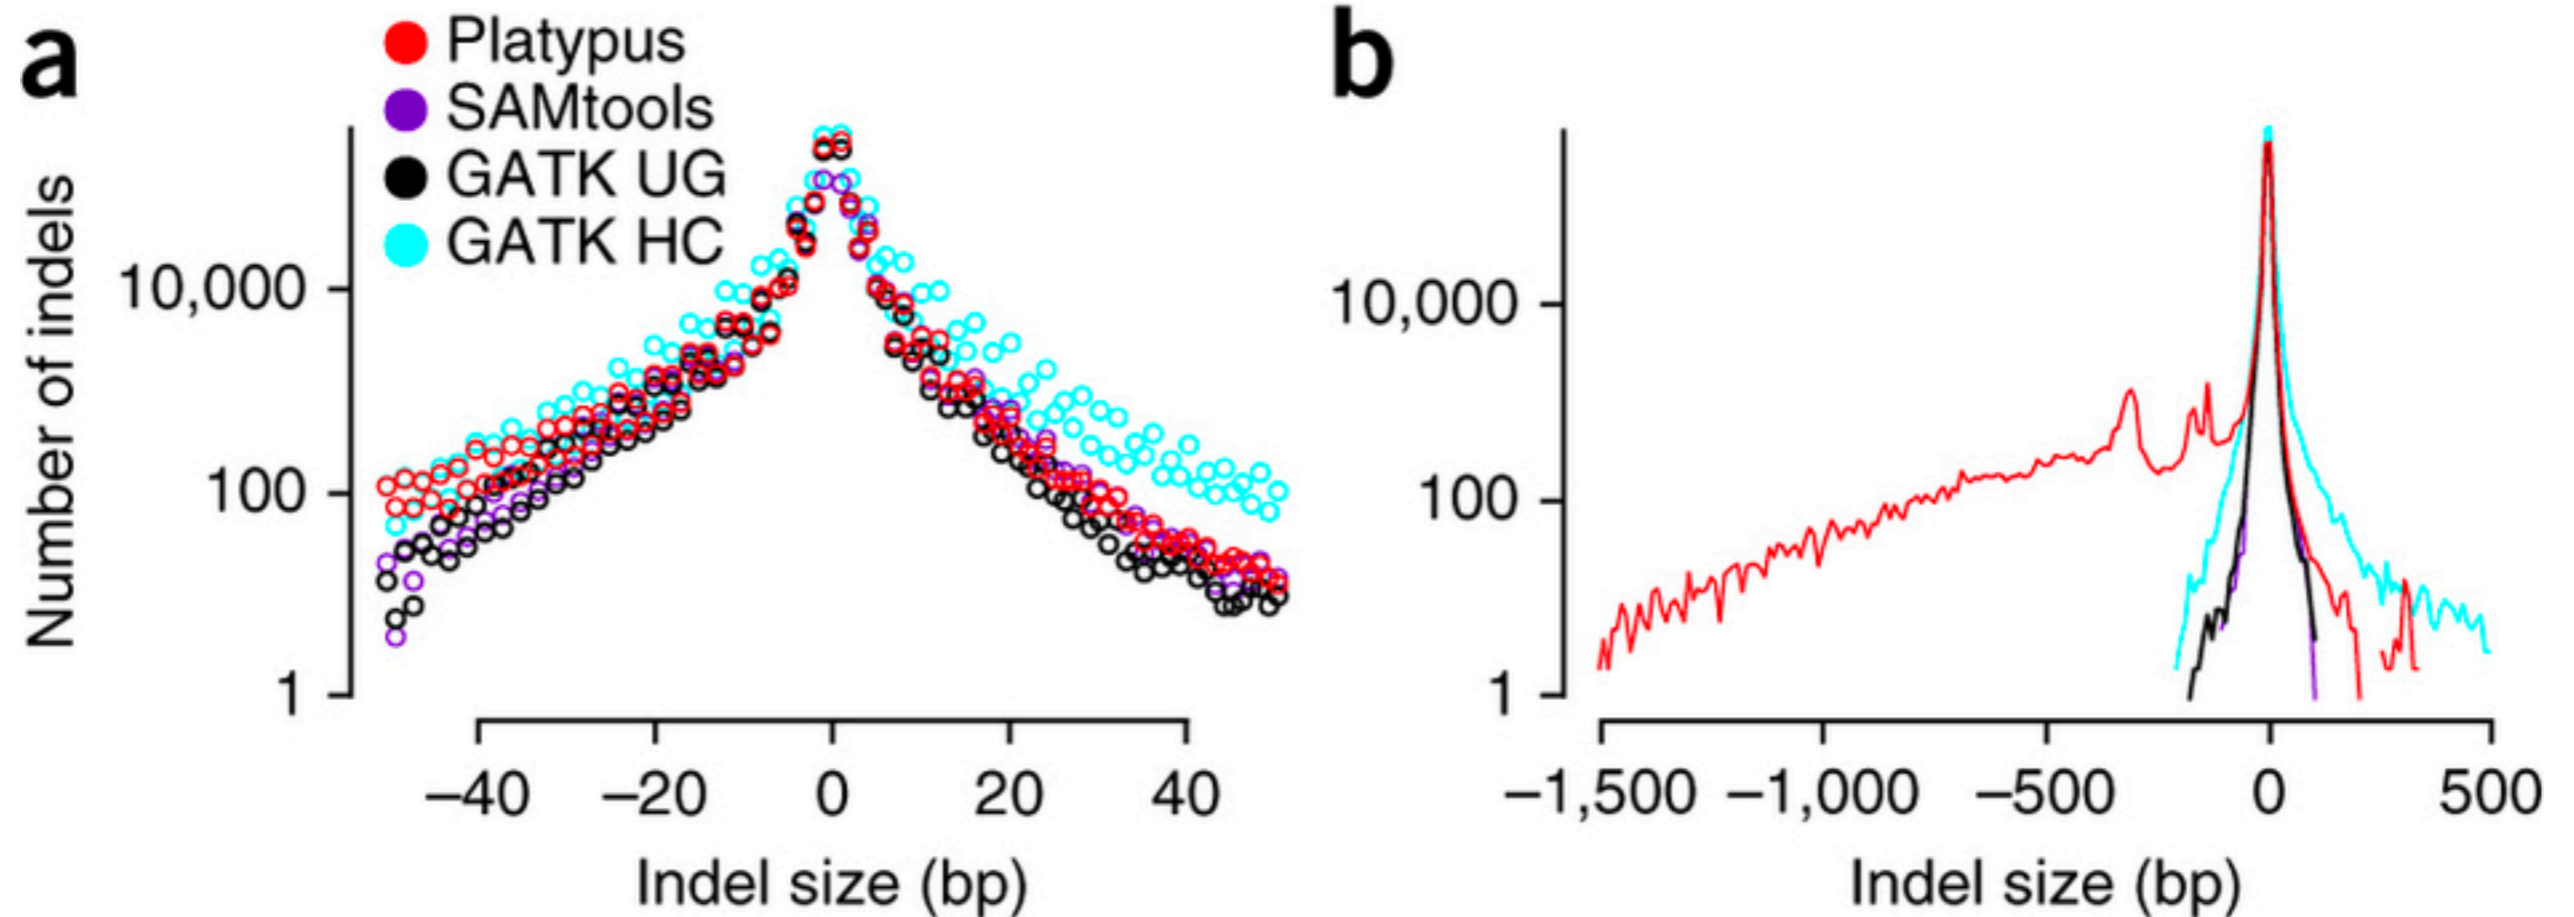 a
Platypus
SAMtools
GATK UG
GATK HC
Number of indels
10,000
100
1
−40 −20 0 20 40
Indel size (bp)
b
10,000
100
1
−1,500 −1,000 −500 0 500
Indel size (bp)